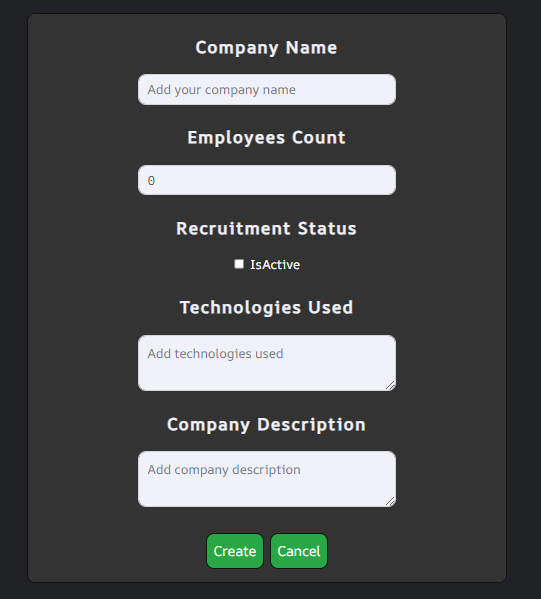 Company Name
Add your company name
Employees Count
0
Recruitment Status
IsActive
Technologies Used
Add technologies used
Company Description
Add company description
Create Cancel